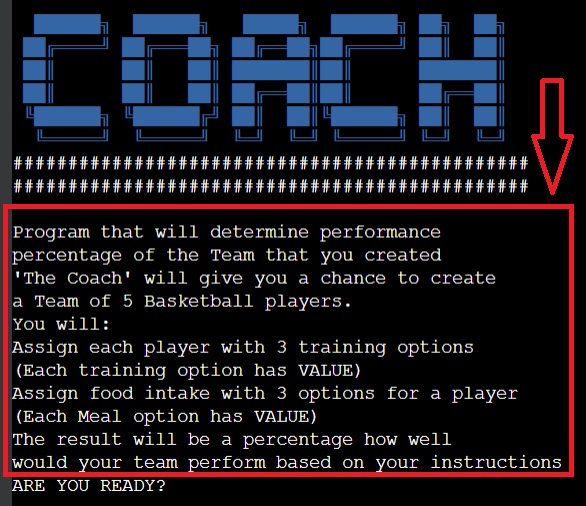 COACH
###############################################
###############################################
Program that will determine performance
percentage of the Team that you created
'The Coach' will give you a chance to create
a Team of 5 Basketball players.
You will:
Assign each player with 3 training options
(Each training option has VALUE)
Assign food intake with 3 options for a player
(Each Meal option has VALUE)
The result will be a percentage how well
would your team perform based on your instructions
ARE YOU READY?